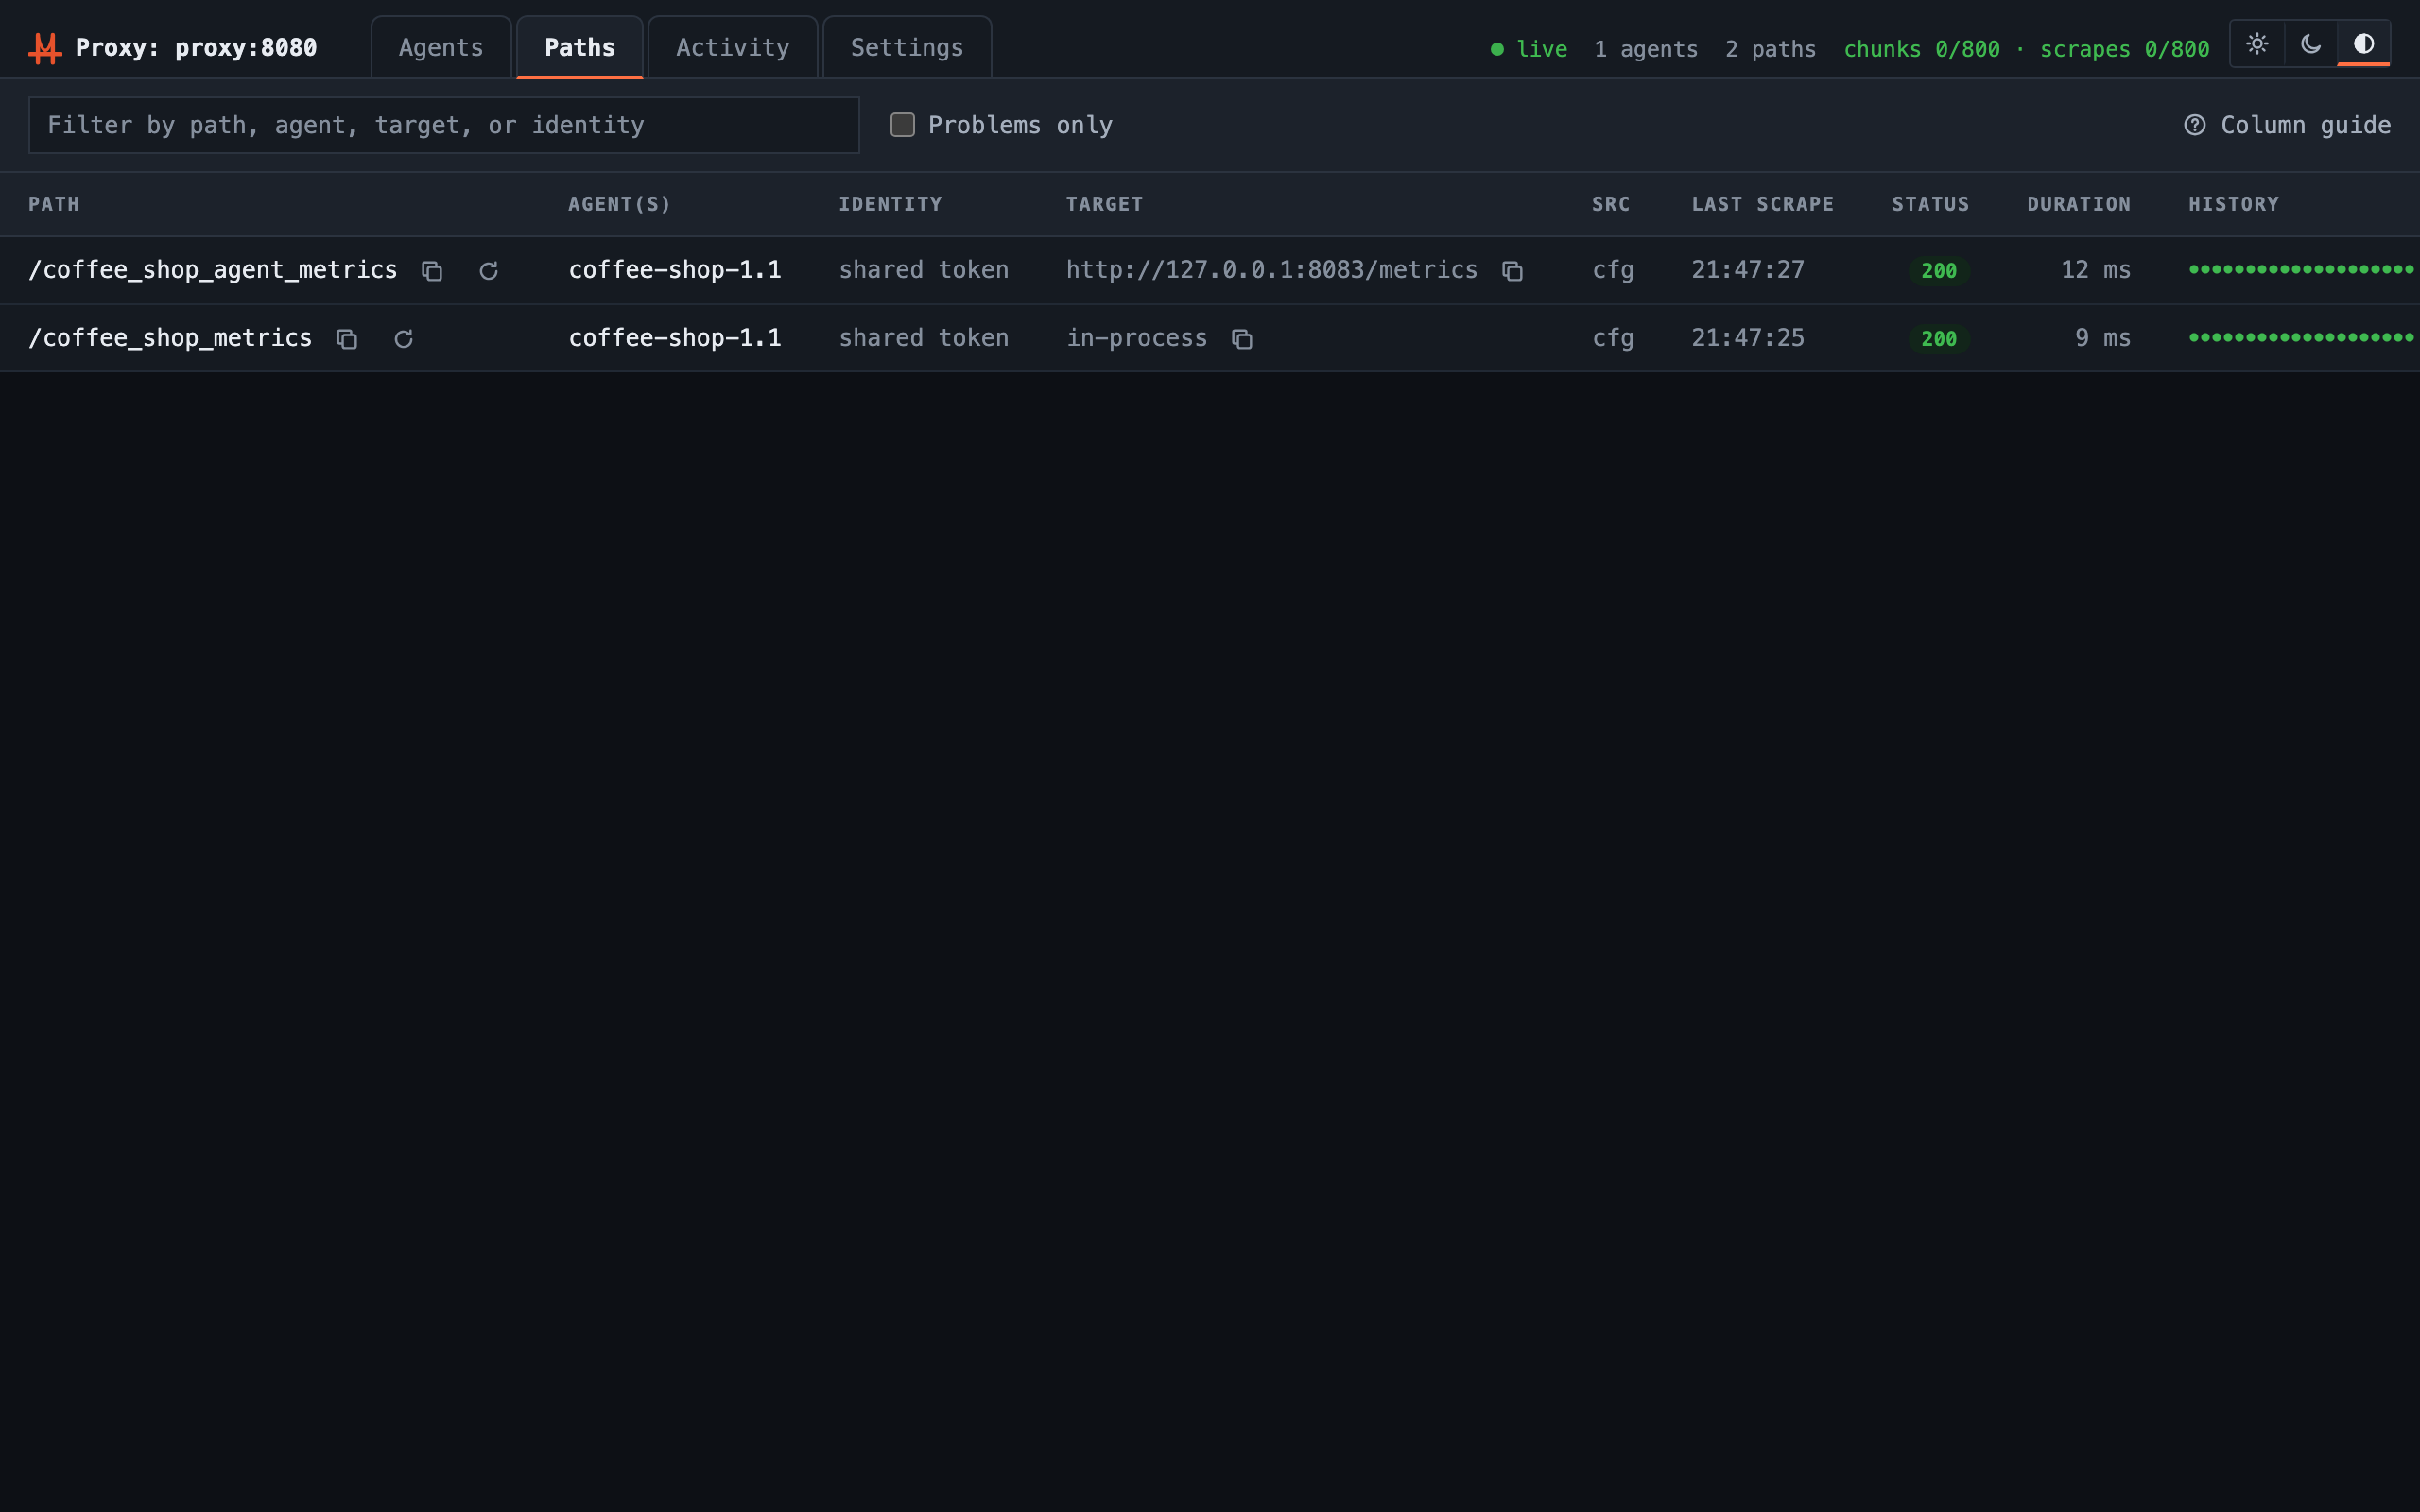 Proxy: proxy:8080 Agents Paths Activity Settings live 1 agents 2 paths chunks 0/800 · scrapes 0/800
Filter by path, agent, target, or identity Problems only Column guide
PATH AGENT(S) IDENTITY TARGET SRC LAST SCRAPE STATUS DURATION HISTORY
/coffee_shop_agent_metrics coffee-shop-1.1 shared token http://127.0.0.1:8083/metrics cfg 21:47:27 200 12 ms
/coffee_shop_metrics coffee-shop-1.1 shared token in-process cfg 21:47:25 200 9 ms